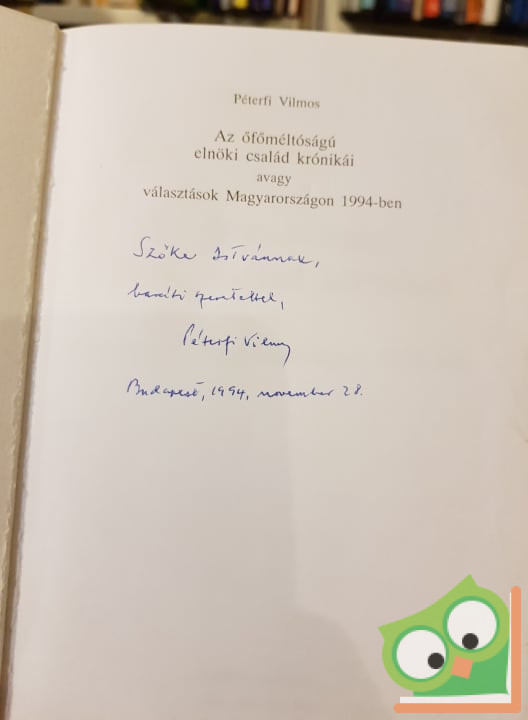 Péterfi Vilmos
Az őfőméltóságú
elnöki család krónikái
avagy
választások Magyarországon 1994-ben
Szőke Istvánnak,
baráti szeretettel,
Péterfi Vilmos
Budapest, 1994, november 28.